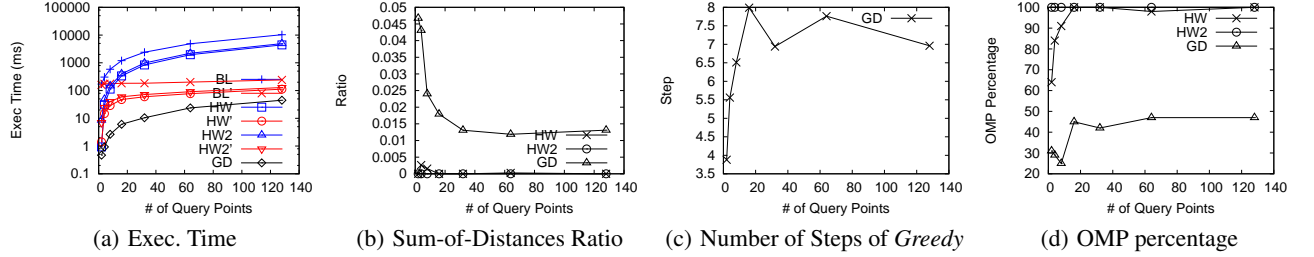 100000
10000
1000
100
10
1
0.1
0 20 40 60 80 100 120 140
Exec Time (ms)
# of Query Points
BL
BL'
HW
HW'
HW2
HW2'
GD
(a) Exec. Time
0.05
0.045
0.04
0.035
0.03
0.025
0.02
0.015
0.01
0.005
0
0 20 40 60 80 100 120 140
Ratio
# of Query Points
HW
HW2
GD
(b) Sum-of-Distances Ratio
8
7.5
7
6.5
6
5.5
5
4.5
4
3.5
0 20 40 60 80 100 120 140
Step
# of Query Points
GD
(c) Number of Steps of Greedy
100
90
80
70
60
50
40
30
20
0 20 40 60 80 100 120 140
OMP Percentage
# of Query Points
HW
HW2
GD
(d) OMP percentage